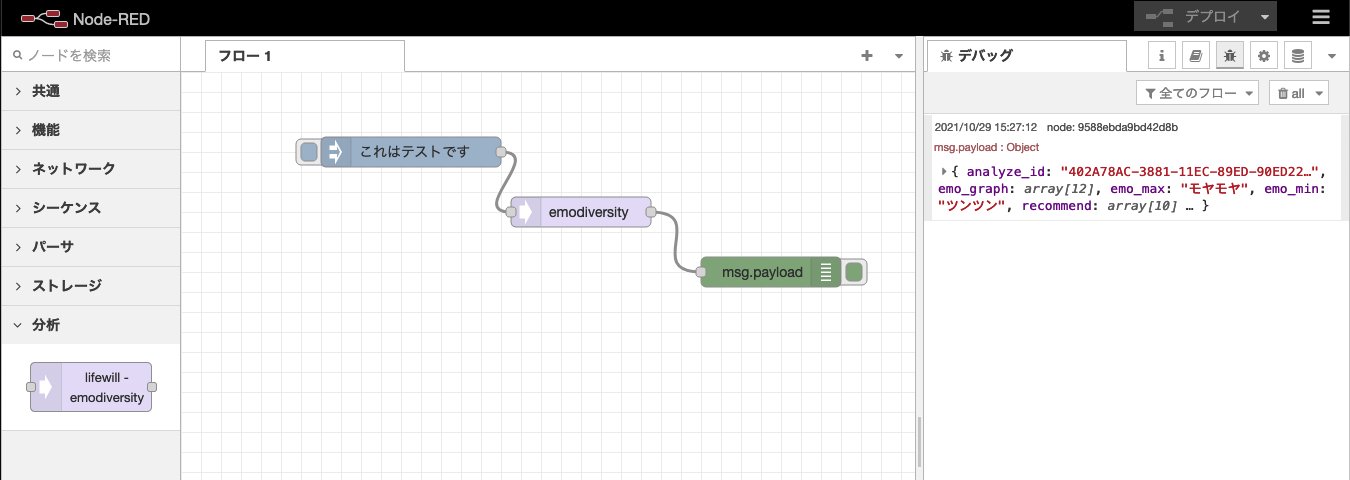 Node-RED
デプロイ
ノードを検索
フロー 1
デバッグ
i
全てのフロー
all
共通
機能
ネットワーク
シーケンス
パーサ
ストレージ
分析
lifewill -
emodiversity
これはテストです
emodiversity
msg.payload
2021/10/29 15:27:12 node: 9588ebda9bd42d8b
msg.payload : Object
{ analyze_id: "402A78AC-3881-11EC-89ED-90ED22…",
emo_graph: array[12], emo_max: "モヤモヤ", emo_min:
"ツンツン", recommend: array[10] … }